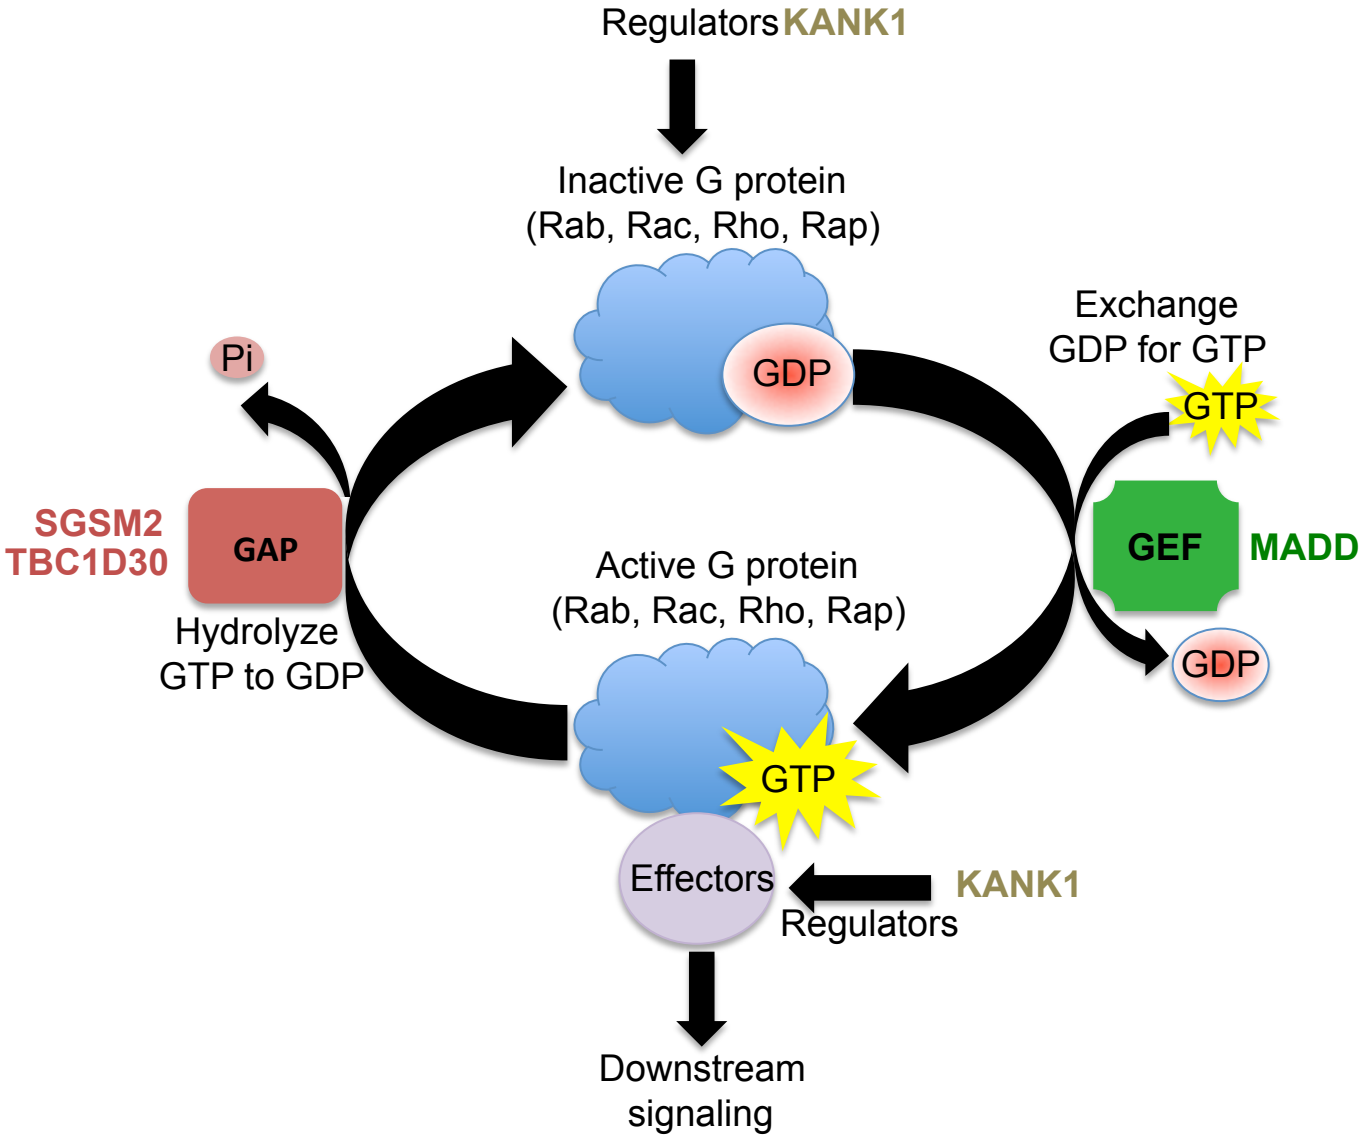 Regulators KANK1
Inactive G protein
(Rab, Rac, Rho, Rap)
GDP
Exchange
GDP for GTP
GTP
Pi
SGSM2
TBC1D30
GAP
Hydrolyze
GTP to GDP
GEF
MADD
GDP
Active G protein
(Rab, Rac, Rho, Rap)
GTP
Effectors
KANK1
Regulators
Downstream
signaling